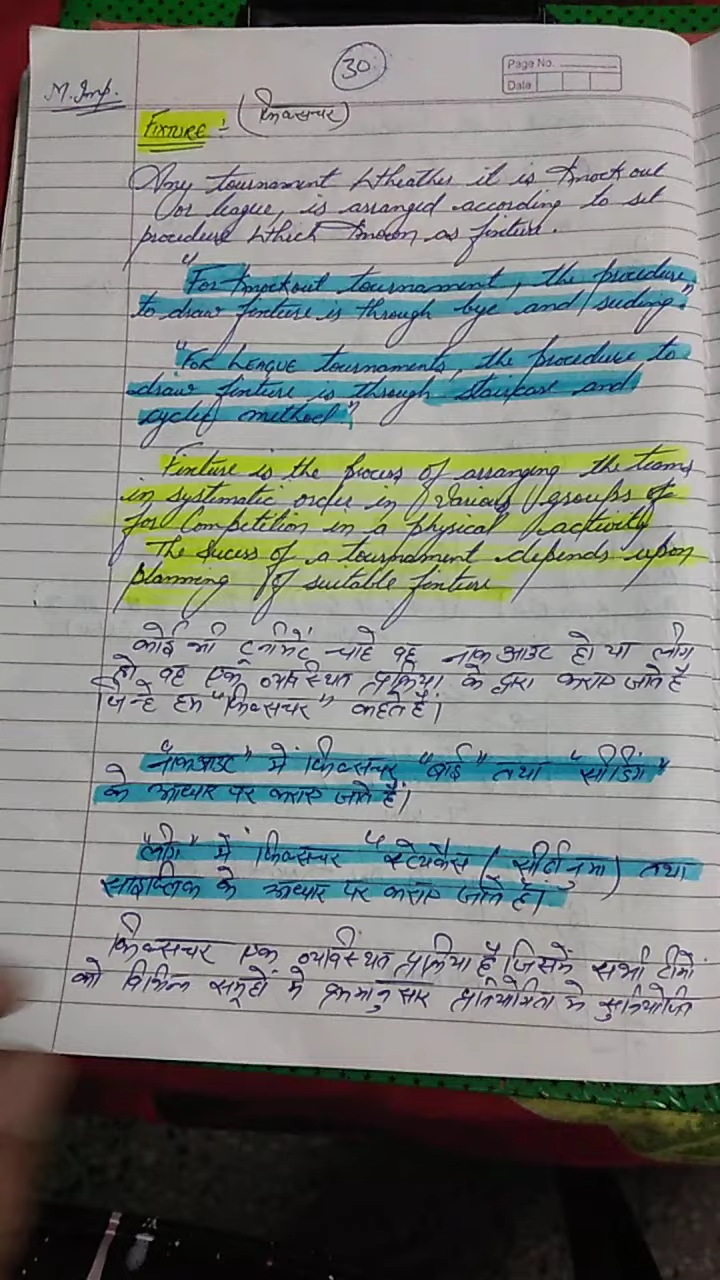 30
Page No.
Date
M. Imp.
FIXTURE :- (फिक्सचर)
Any tournament wheather it is knock out
or league, is arranged according to set
procedure which known as fixture.
"For knockout tournament, the procedure
to draw fixture is through bye and seeding."
"FOR LEAGUE tournaments, the procedure to
draw fixture is through staircase and
cyclic method."
Fixture is the process of arranging the teams
in systematic order in various groups
for Competition in a physical activity
The sucess of a tournament depends upon
planning of suitable fixture
कोई भी टूर्नामेंट चाहे वह नाकआउट हो या लीग
हो वह एक व्यवस्थित प्रक्रिया के द्वारा कराए जाते है
जिन्हे हम "फिक्सचर" कहते है।
"नाकआउट" में फिक्सचर "बाई" तथा "सीडिंग"
के आधार पर कराए जाते है।
"लीग" में फिक्सचर "स्टेयकैस (सीढीनुमा) तथा
साइक्लिक के आधार पर कराए जाते है।
फिक्सचर एक व्यवस्थित प्रक्रिया है जिसमें सभी टीमों
को विभिन्न समूहों मे क्रमानुसार प्रतियोगिता मे सुनियोजित